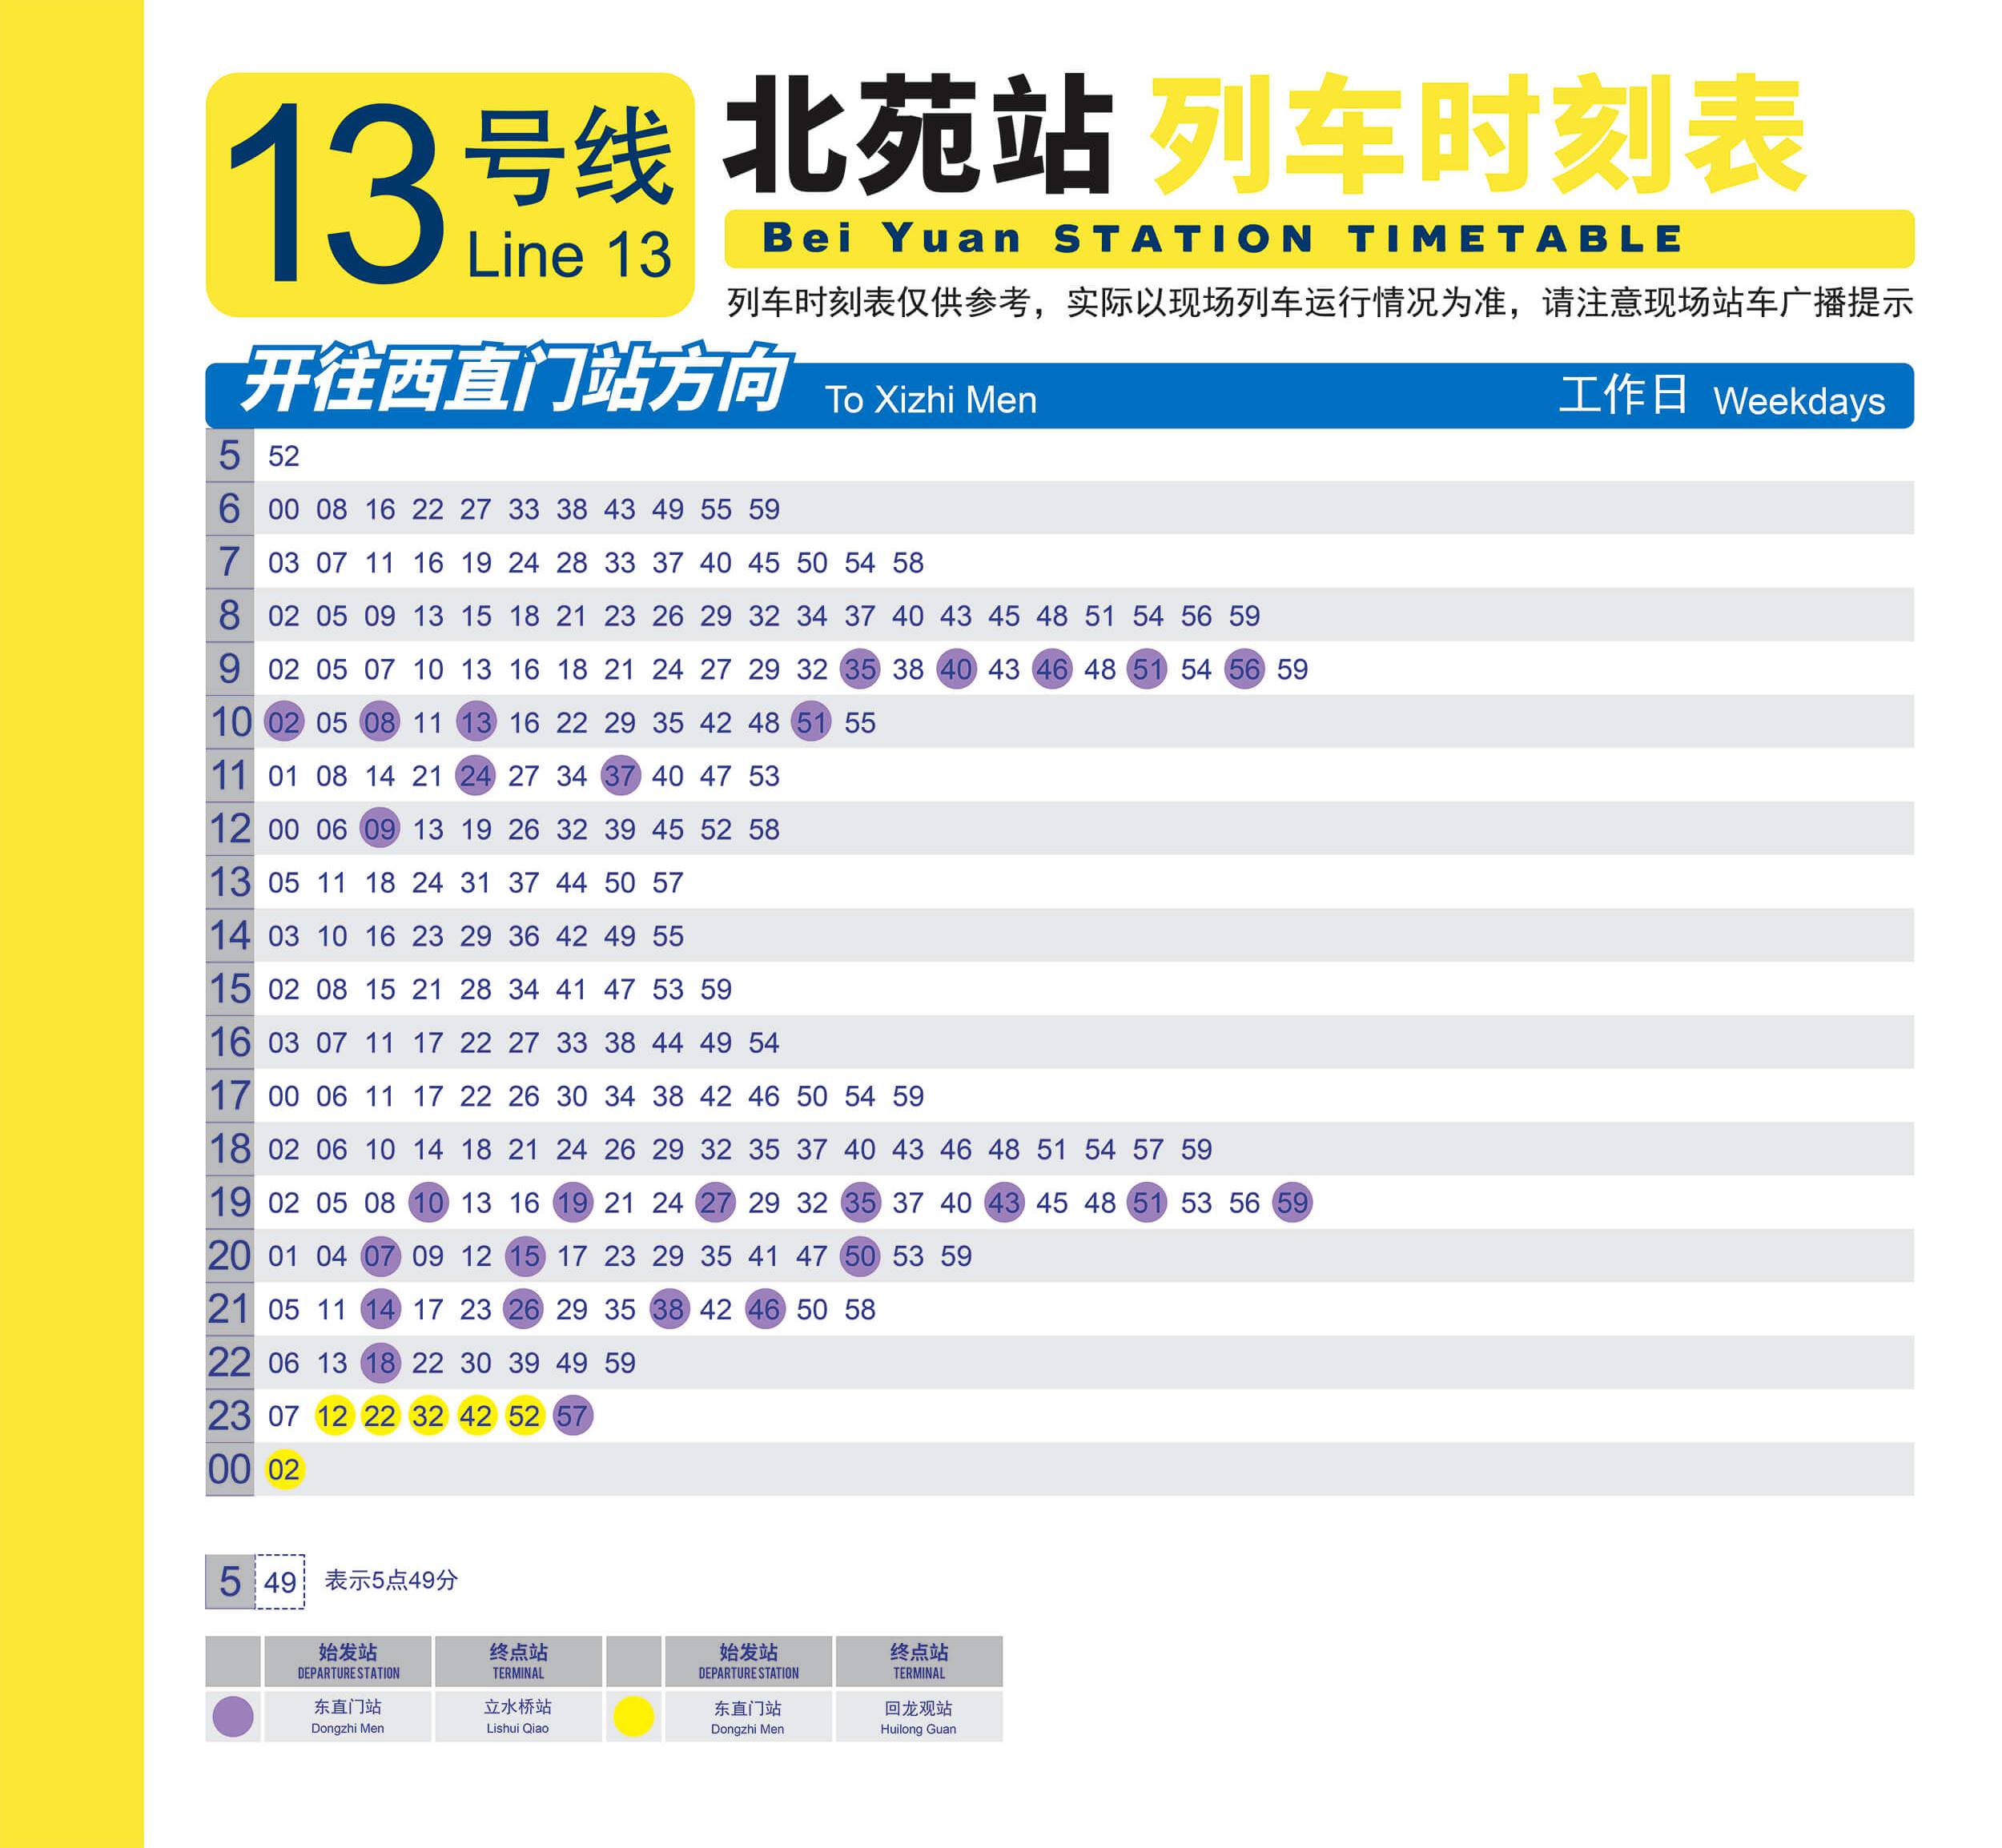 13号线
Line 13
北苑站 列车时刻表
Bei Yuan STATION TIMETABLE
列车时刻表仅供参考，实际以现场列车运行情况为准，请注意现场站车广播提示
开往西直门站方向 To Xizhi Men 工作日 Weekdays
5 52
6 00 08 16 22 27 33 38 43 49 55 59
7 03 07 11 16 19 24 28 33 37 40 45 50 54 58
8 02 05 09 13 15 18 21 23 26 29 32 34 37 40 43 45 48 51 54 56 59
9 02 05 07 10 13 16 18 21 24 27 29 32 35 38 40 43 46 48 51 54 56 59
10 02 05 08 11 13 16 22 29 35 42 48 51 55
11 01 08 14 21 24 27 34 37 40 47 53
12 00 06 09 13 19 26 32 39 45 52 58
13 05 11 18 24 31 37 44 50 57
14 03 10 16 23 29 36 42 49 55
15 02 08 15 21 28 34 41 47 53 59
16 03 07 11 17 22 27 33 38 44 49 54
17 00 06 11 17 22 26 30 34 38 42 46 50 54 59
18 02 06 10 14 18 21 24 26 29 32 35 37 40 43 46 48 51 54 57 59
19 02 05 08 10 13 16 19 21 24 27 29 32 35 37 40 43 45 48 51 53 56 59
20 01 04 07 09 12 15 17 23 29 35 41 47 50 53 59
21 05 11 14 17 23 26 29 35 38 42 46 50 58
22 06 13 18 22 30 39 49 59
23 07 12 22 32 42 52 57
00 02
5 49 表示5点49分
始发站 终点站 始发站 终点站
DEPARTURE STATION TERMINAL DEPARTURE STATION TERMINAL
东直门站 立水桥站 东直门站 回龙观站
Dongzhi Men Lishui Qiao Dongzhi Men Huilong Guan